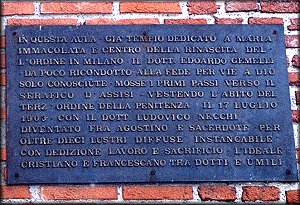 IN QUESTA AULA - GIÀ TEMPIO DEDICATO A MARIA
IMMACOLATA E CENTRO DELLA RINASCITA DEL-
L'ORDINE IN MILANO IL DOTT EDOARDO GEMELLI
DA POCO RICONDOTTO ALLA FEDE PER VIE A DIO
SOLO CONOSCIUTE MOSSE I PRIMI PASSI VERSO IL
SERAFICO D'ASSISI - VESTENDO L'ABITO DEL
TERZ'ORDINE DELLA PENITENZA IL 17 LUGLIO
1903 - CON IL DOTT LUDOVICO NECCHI
DIVENTATO FRA AGOSTINO E SACERDOTE PER
OLTRE DIECI LUSTRI DIFFUSE INSTANCABILE
CON DEDIZIONE LAVORO E SACRIFICIO L'IDEALE
CRISTIANO E FRANCESCANO TRA DOTTI E UMILI